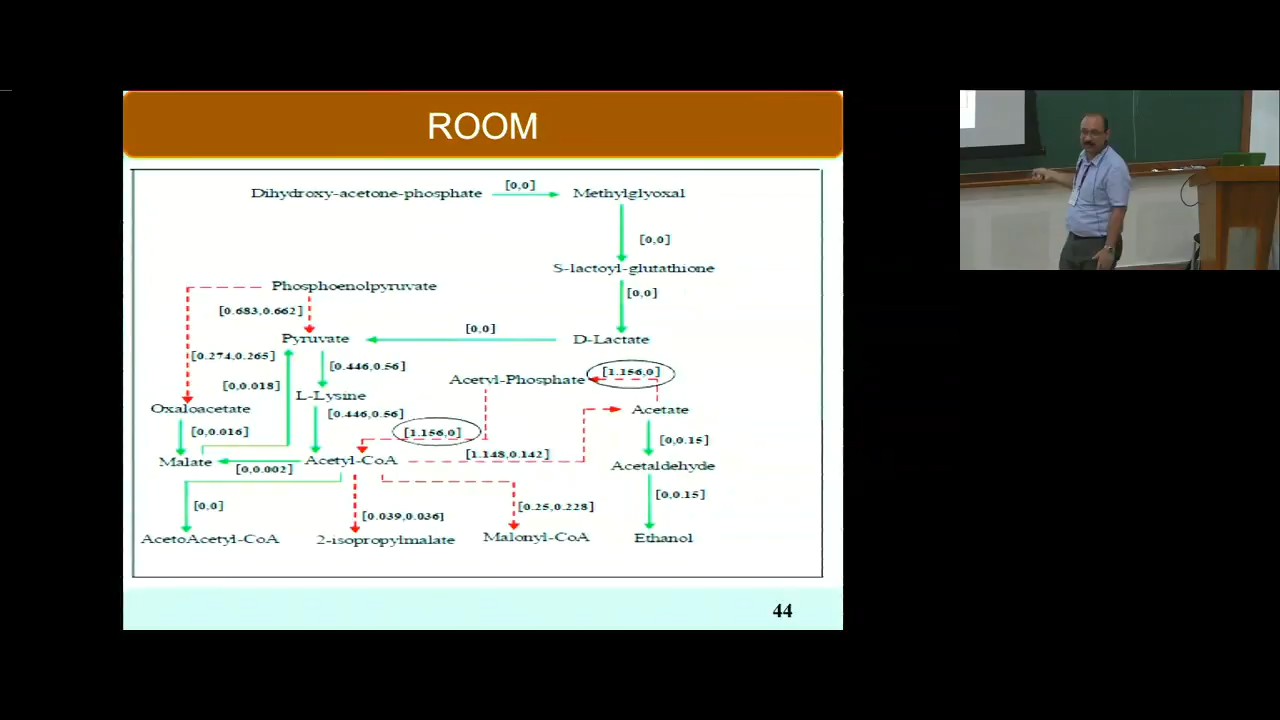 ROOM
Dihydroxy-acetone-phosphate [0,0] Methylglyoxal
[0,0]
S-lactoyl-glutathione
Phosphoenolpyruvate [0,0]
[0.683,0.662]
Pyruvate [0,0] D-Lactate
[0.274,0.265] [0.446,0.56]
Acetyl-Phosphate [1.156,0]
[0,0.018]
L-Lysine
Oxaloacetate [0.446,0.56] Acetate
[0,0.016] [1.156,0] [0,0.15]
Malate [0,0.002] Acetyl-CoA [1.148,0.142] Acetaldehyde
[0,0.15]
[0,0] [0.039,0.036] [0.25,0.228]
AcetoAcetyl-CoA 2-isopropylmalate Malonyl-CoA Ethanol
44